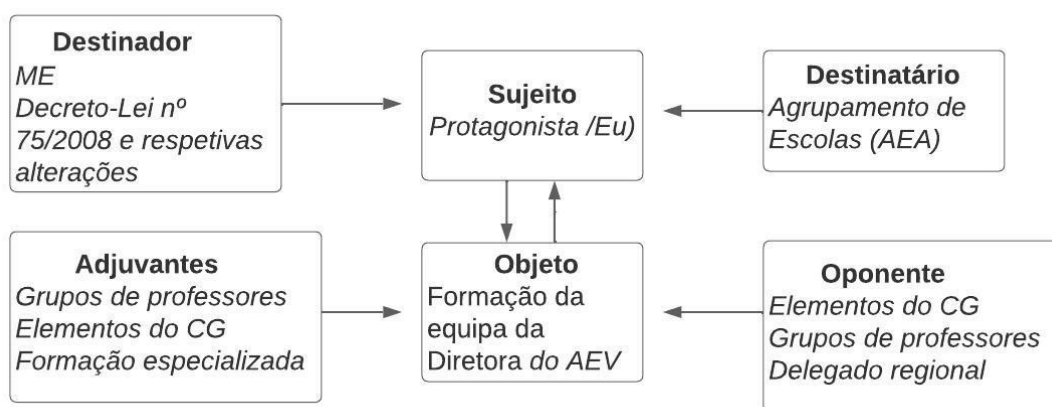 Destinador
ME
Decreto-Lei nº
75/2008 e respetivas
alterações
Sujeito
Protagonista /Eu)
Destinatário
Agrupamento de
Escolas (AEA)
Adjuvantes
Grupos de professores
Elementos do CG
Formação especializada
Objeto
Formação da
equipa da
Diretora do AEV
Oponente
Elementos do CG
Grupos de professores
Delegado regional